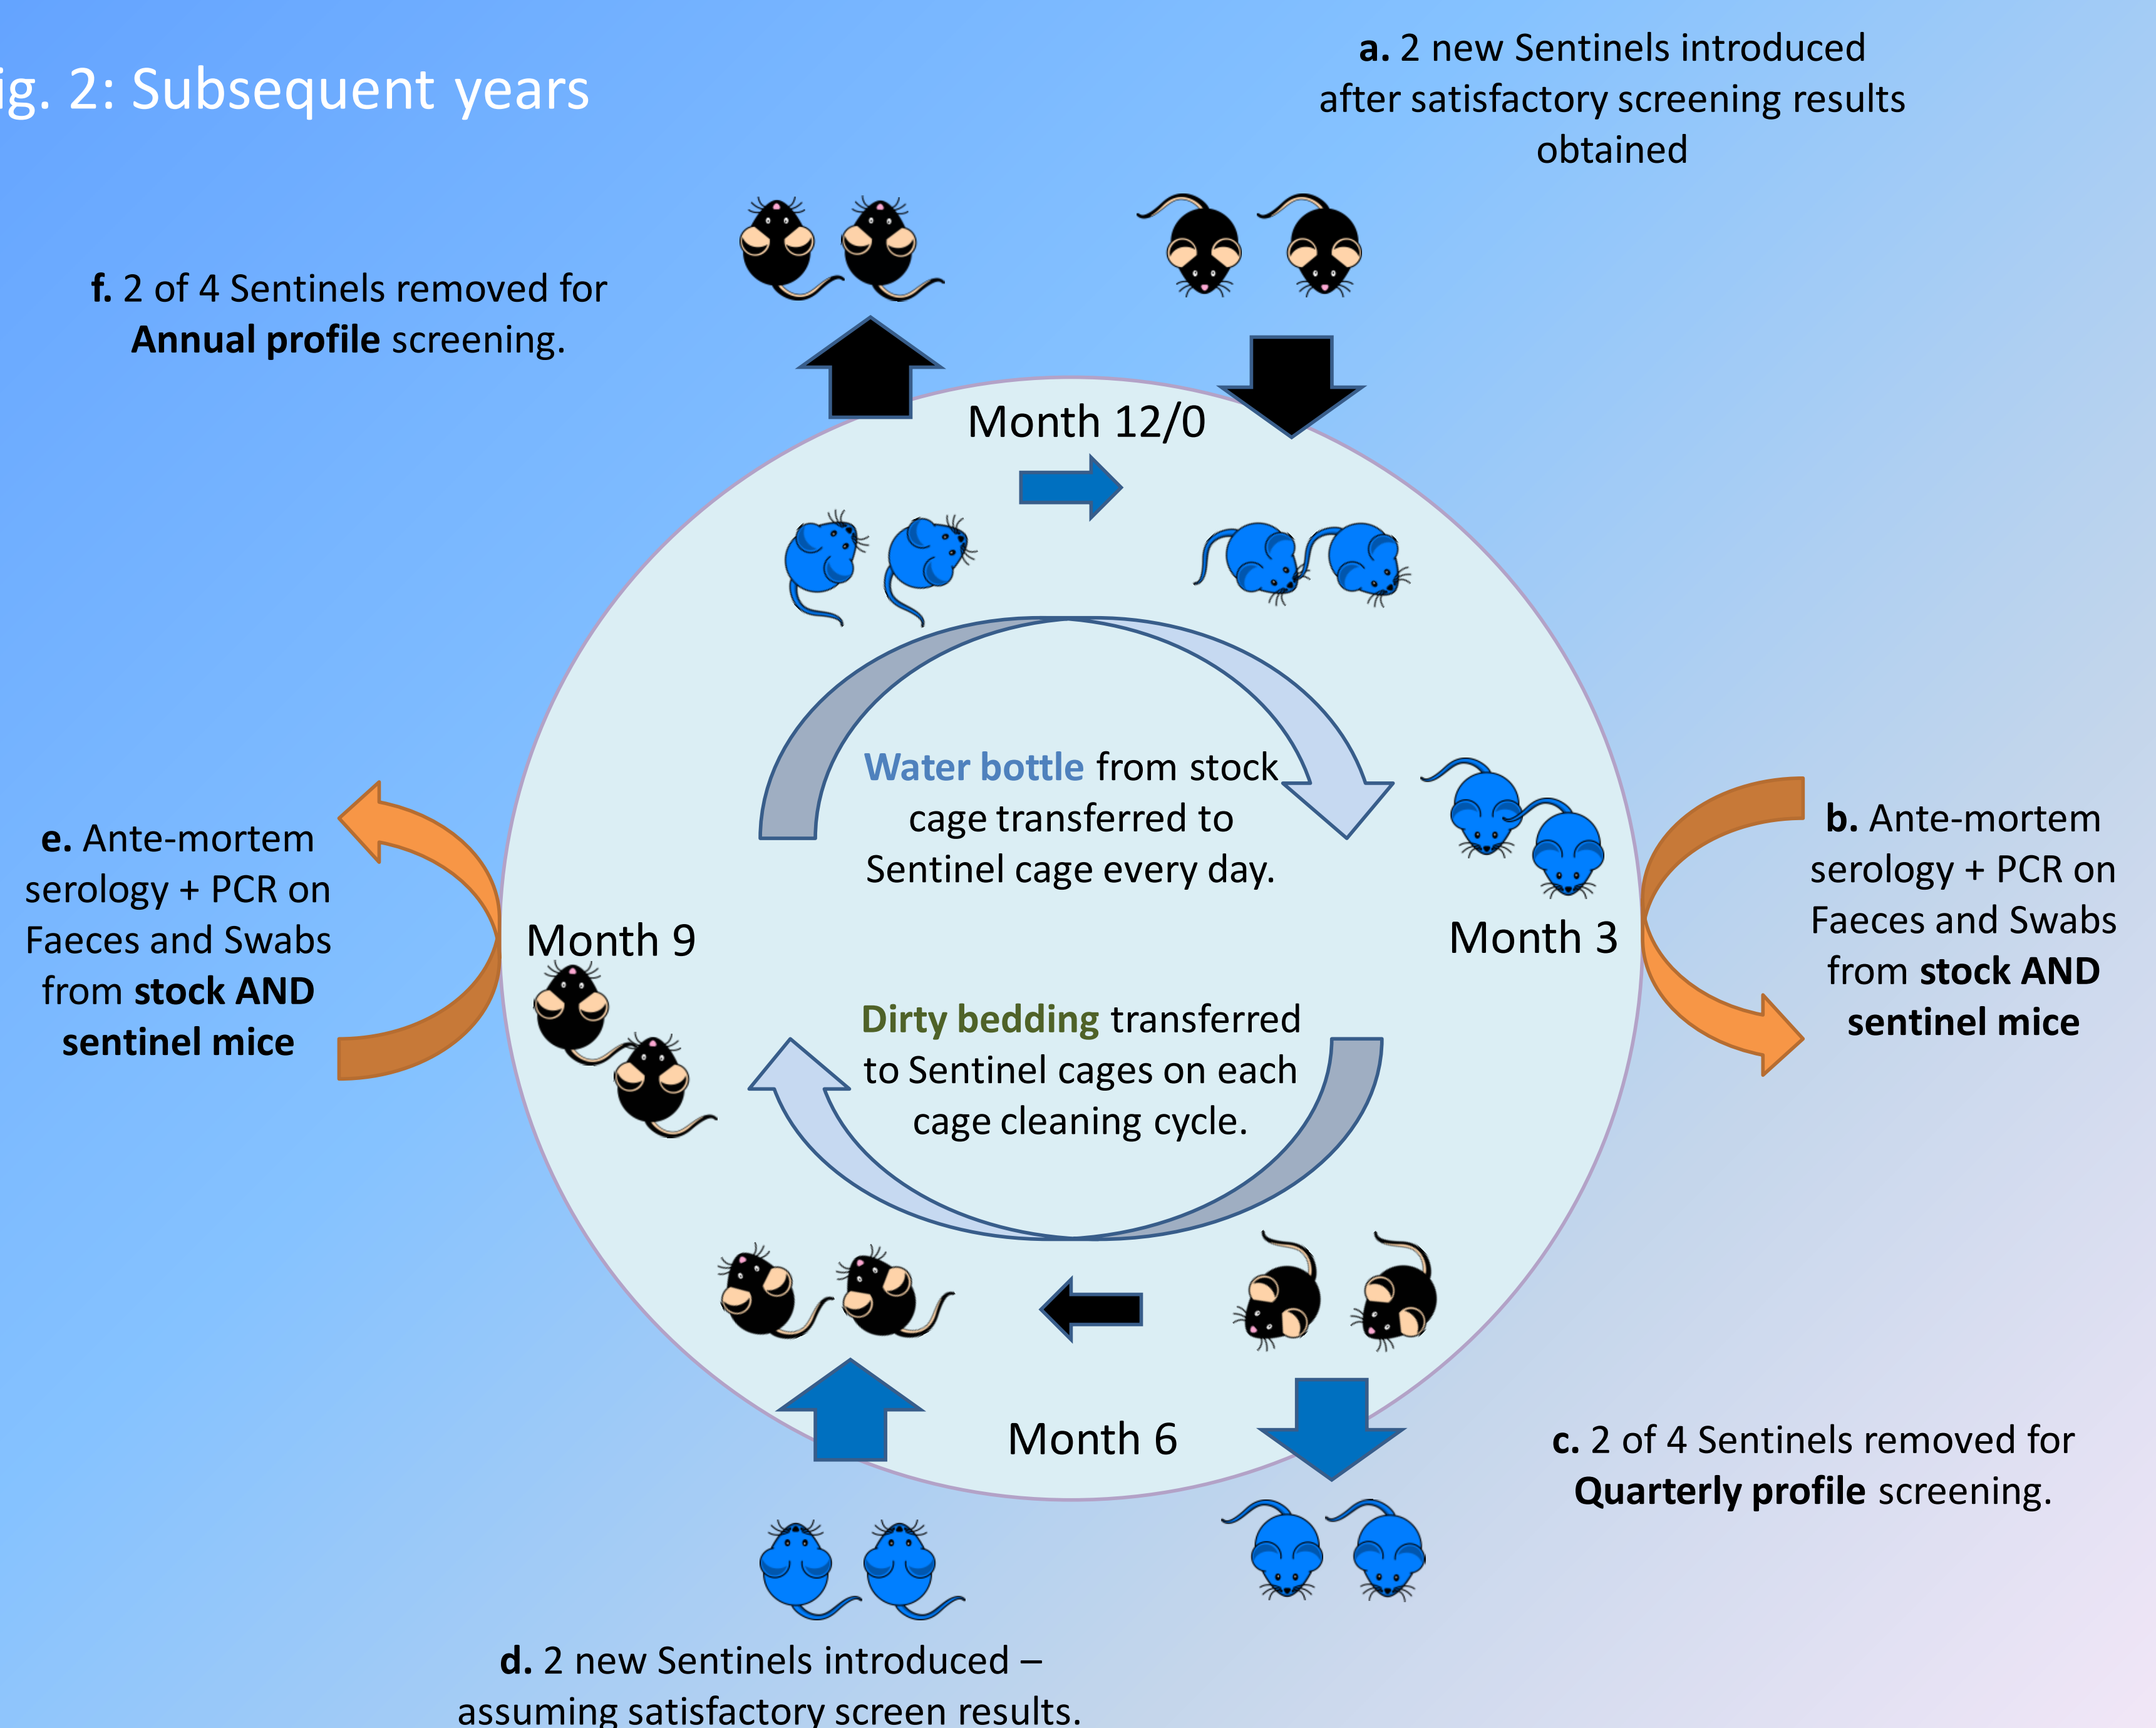 ig. 2: Subsequent years
a. 2 new Sentinels introduced
after satisfactory screening results
obtained
f. 2 of 4 Sentinels removed for
Annual profile screening.
Month 12/0
Water bottle from stock
cage transferred to
Sentinel cage every day.
e. Ante-mortem
serology + PCR on
Faeces and Swabs
from stock AND
sentinel mice
Month 9
Month 3
b. Ante-mortem
serology + PCR on
Faeces and Swabs
from stock AND
sentinel mice
Dirty bedding transferred
to Sentinel cages on each
cage cleaning cycle.
Month 6
c. 2 of 4 Sentinels removed for
Quarterly profile screening.
d. 2 new Sentinels introduced –
assuming satisfactory screen results.